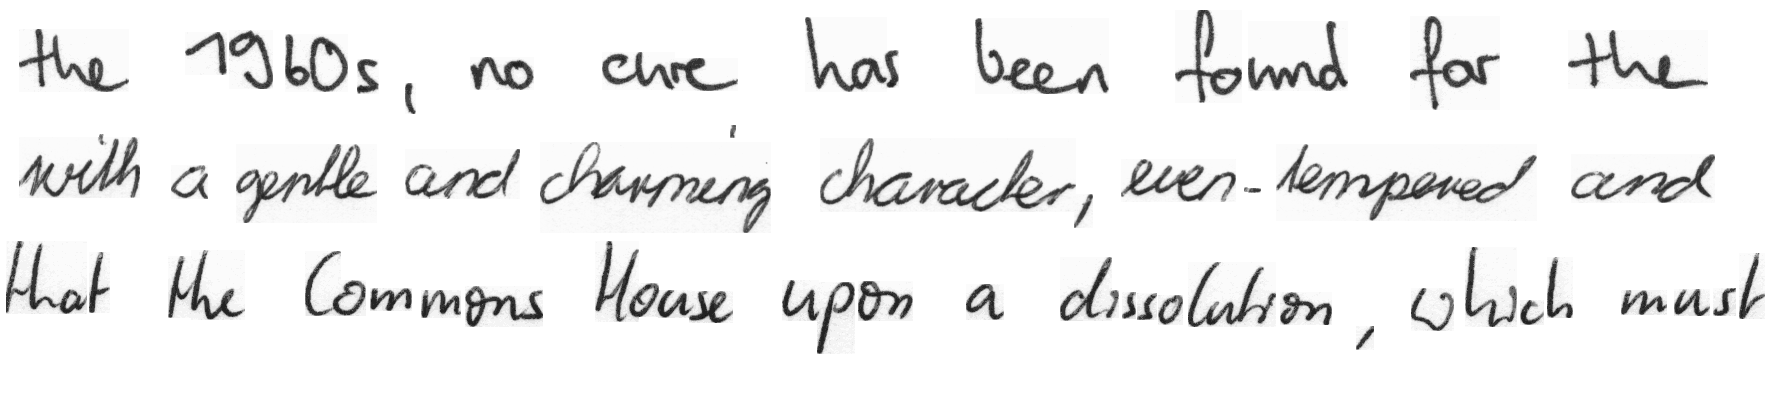 the 1960s, no cure has been found for the
with a gentle and charming character, even-tempered and
that the Commons House upon a dissolution, which must